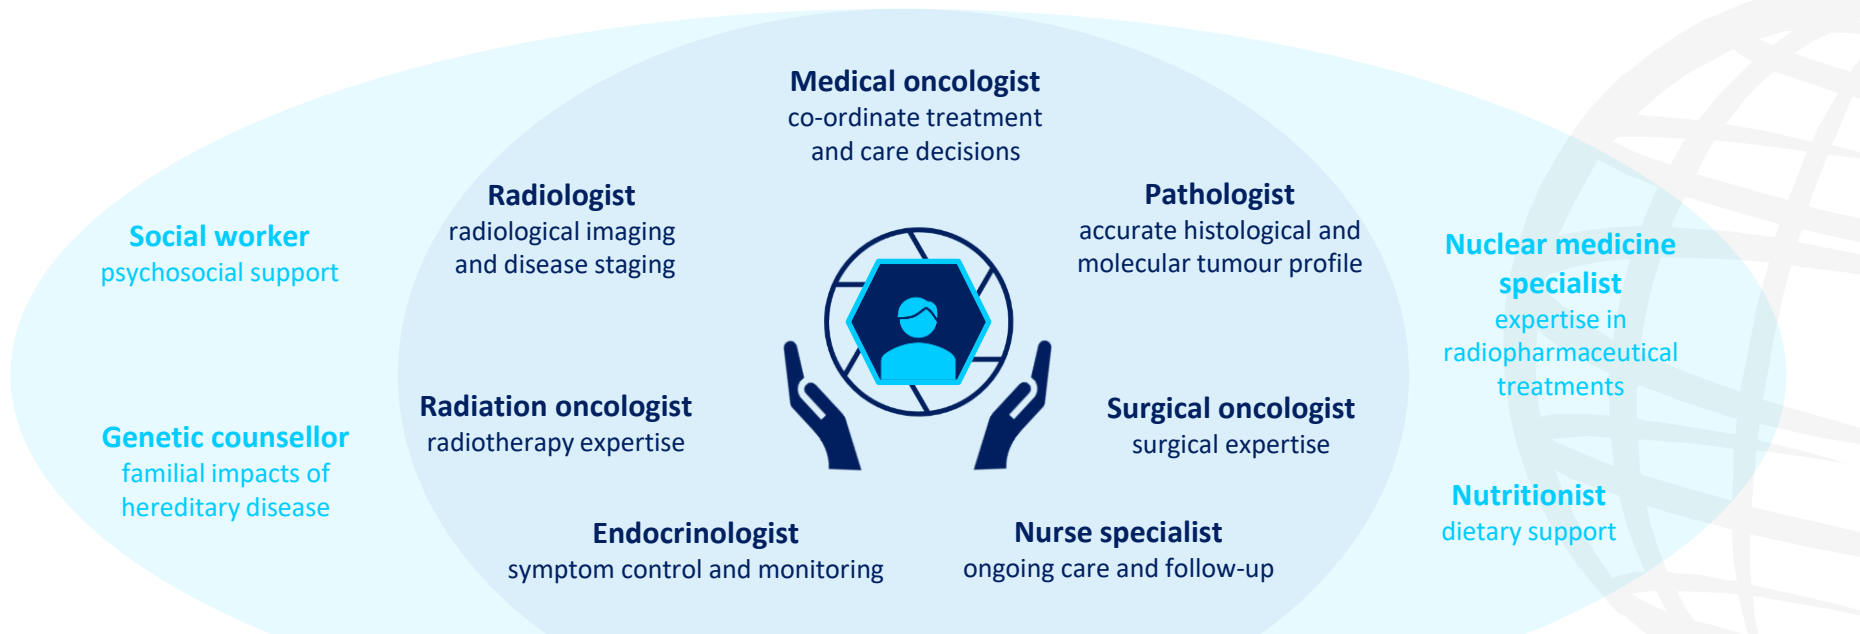 Medical oncologist
co-ordinate treatment
and care decisions
Radiologist
radiological imaging
and disease staging
Pathologist
accurate histological and
molecular tumour profile
Social worker
psychosocial support
Nuclear medicine
specialist
expertise in
radiopharmaceutical
treatments
Radiation oncologist
radiotherapy expertise
Surgical oncologist
surgical expertise
Genetic counsellor
familial impacts of
hereditary disease
Endocrinologist
symptom control and monitoring
Nurse specialist
ongoing care and follow-up
Nutritionist
dietary support